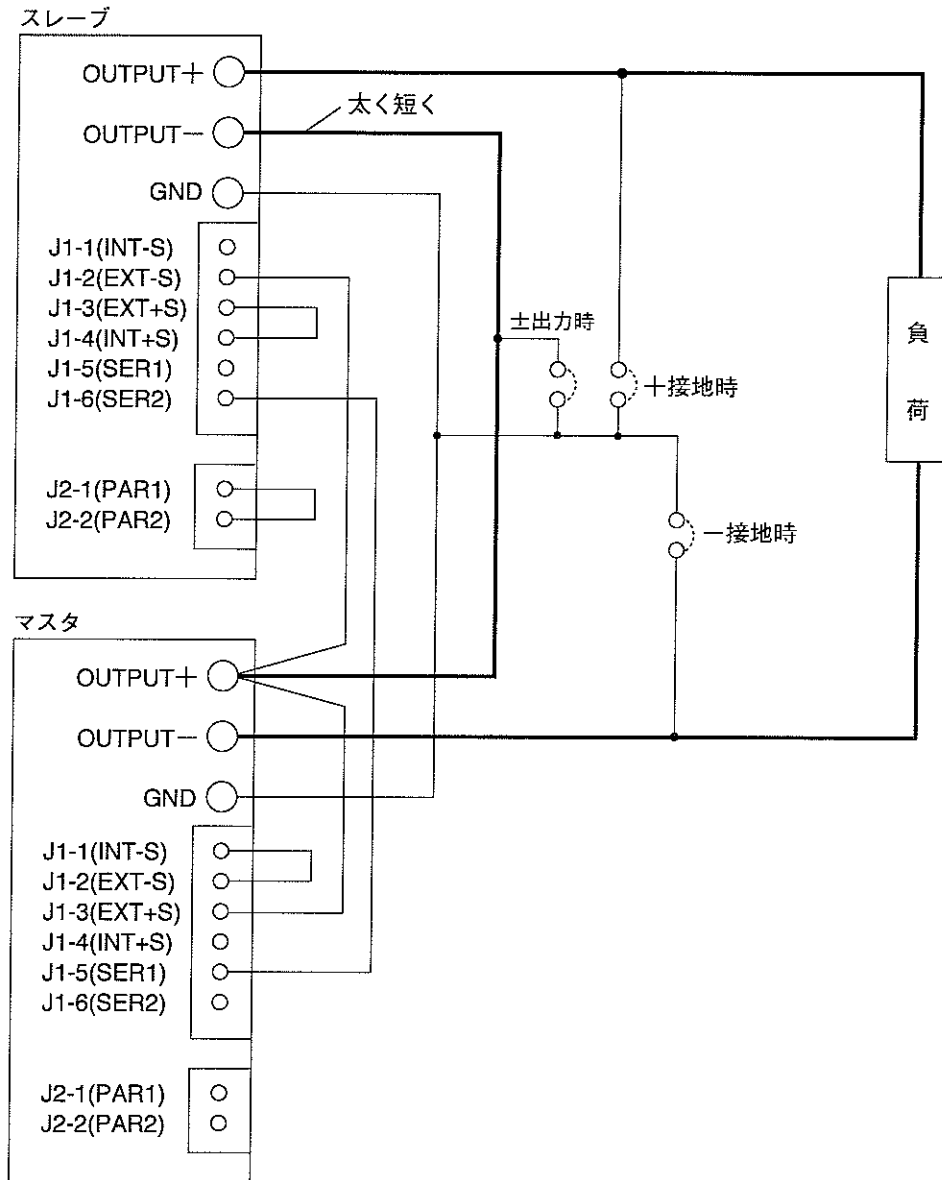 スレーブ
OUTPUT+
太く短く
OUTPUT−
GND
J1-1(INT-S)
J1-2(EXT-S)
J1-3(EXT+S)
J1-4(INT+S)
J1-5(SER1)
J1-6(SER2)
J2-1(PAR1)
J2-2(PAR2)
±出力時
+接地時
−接地時
負荷
マスタ
OUTPUT+
OUTPUT−
GND
J1-1(INT-S)
J1-2(EXT-S)
J1-3(EXT+S)
J1-4(INT+S)
J1-5(SER1)
J1-6(SER2)
J2-1(PAR1)
J2-2(PAR2)